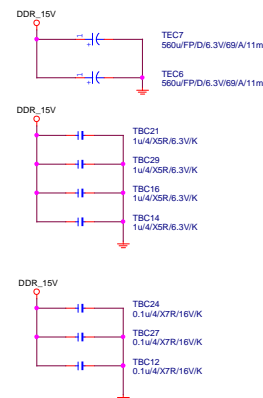 DDR_15V
1
+
TEC7
560u/FP/D/6.3V/69/A/11m
1
+
TEC6
560u/FP/D/6.3V/69/A/11m
DDR_15V
TBC21
1u/4/X5R/6.3V/K
TBC29
1u/4/X5R/6.3V/K
TBC16
1u/4/X5R/6.3V/K
TBC14
1u/4/X5R/6.3V/K
DDR_15V
TBC24
0.1u/4/X7R/16V/K
TBC27
0.1u/4/X7R/16V/K
TBC12
0.1u/4/X7R/16V/K